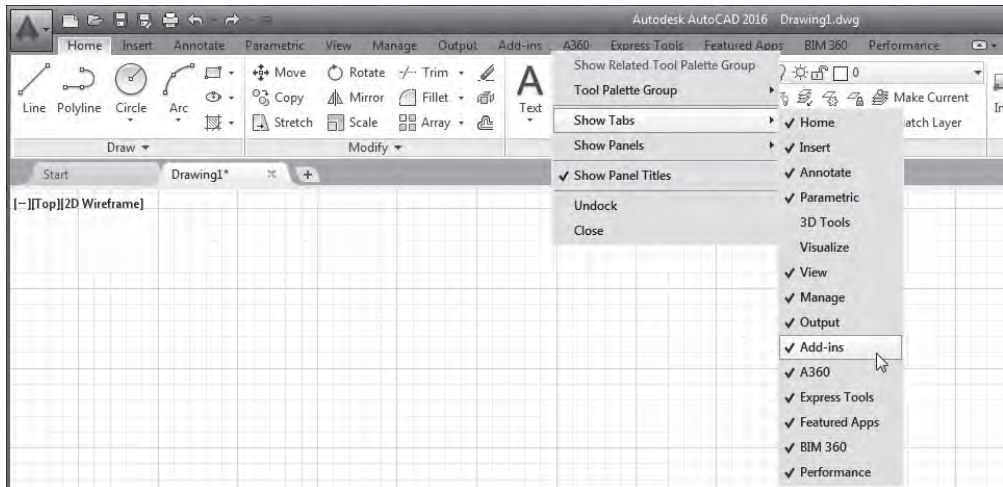 Autodesk AutoCAD 2016 Drawing1.dwg
Home Insert Annotate Parametric View Manage Output Add-ins A360 Express Tools Featured Apps BIM 360 Performance
Line Polyline Circle Arc
Move Rotate Trim
Copy Mirror Fillet
Stretch Scale Array
Text
0
Make Current
atch Layer
In
Draw Modify
Start Drawing1* +
[−][Top][2D Wireframe]
Show Related Tool Palette Group
Tool Palette Group
Show Tabs
Show Panels
Show Panel Titles
Undock
Close
Home
Insert
Annotate
Parametric
3D Tools
Visualize
View
Manage
Output
Add-ins
A360
Express Tools
Featured Apps
BIM 360
Performance